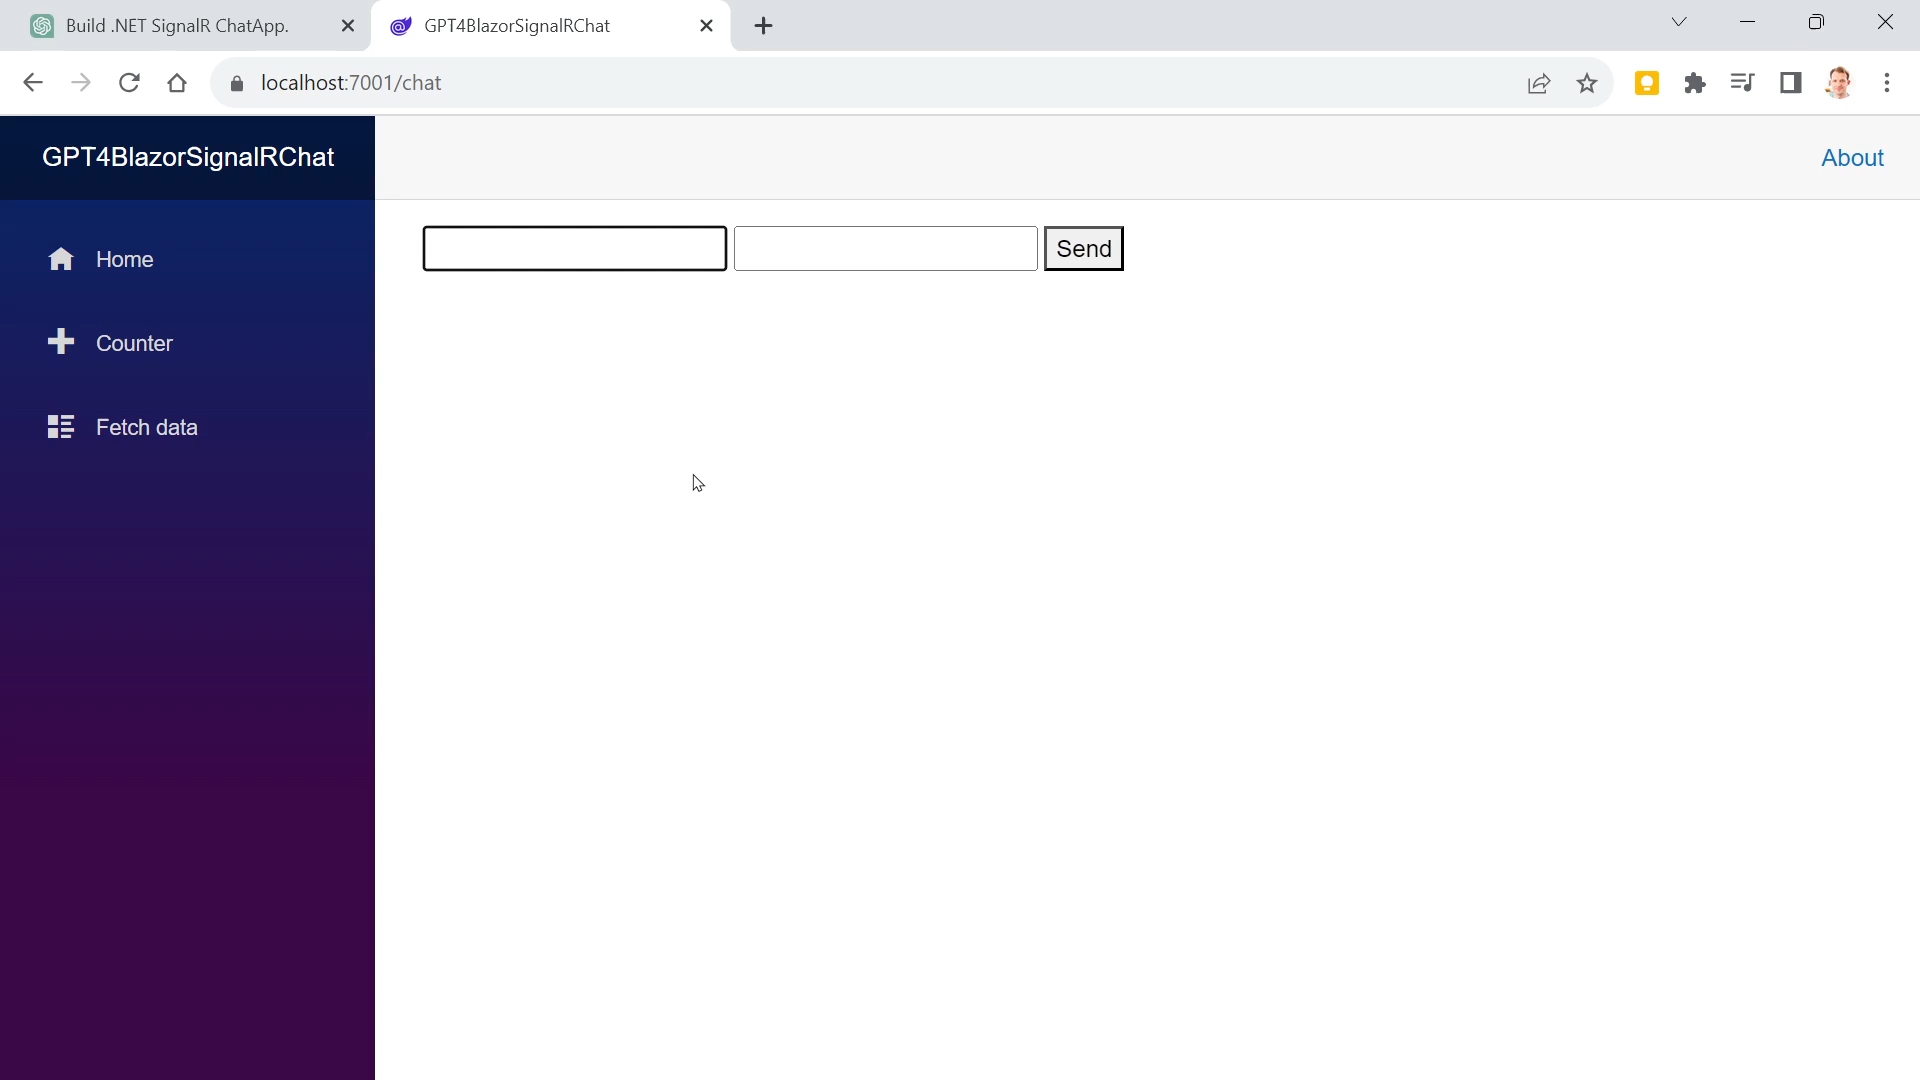 Build .NET SignalR ChatApp.
GPT4BlazorSignalRChat
localhost:7001/chat
GPT4BlazorSignalRChat
About
Send
Home
Counter
Fetch data